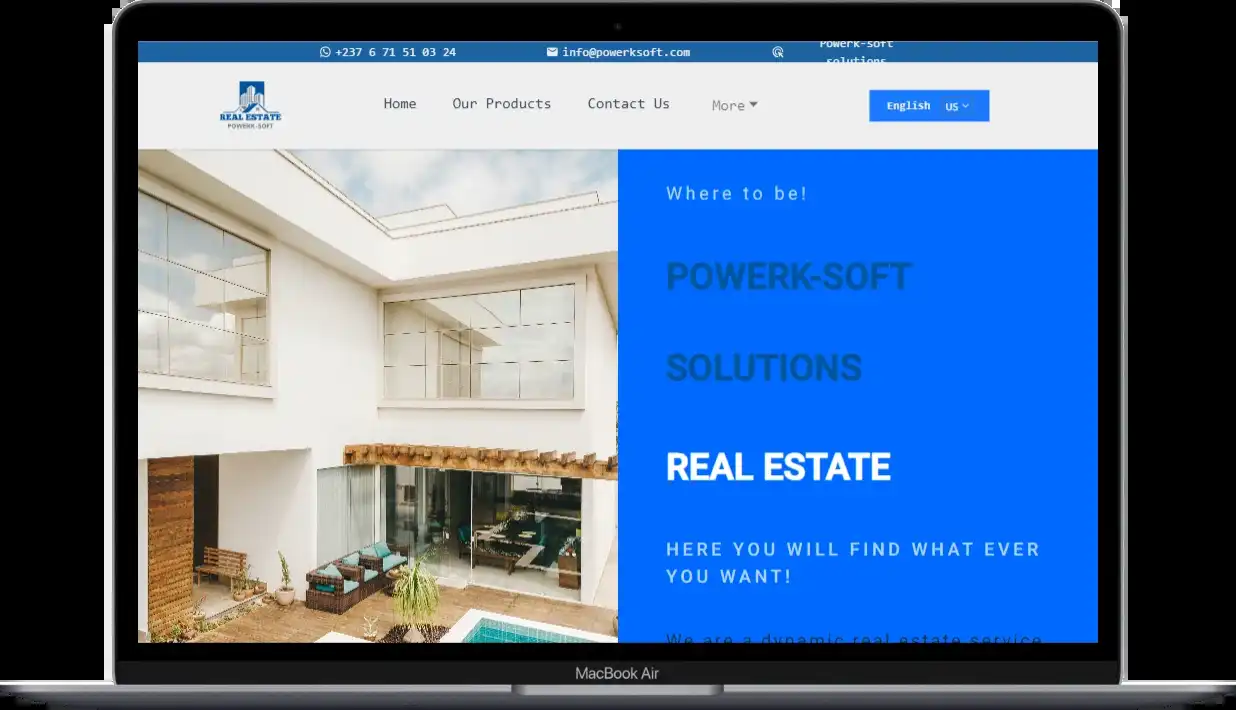 +237 6 71 51 03 24
info@powerksoft.com
Powerk-soft
solutions
REAL ESTATE
POWERK-SOFT
Home
Our Products
Contact Us
More
English US
Where to be!
POWERK-SOFT
SOLUTIONS
REAL ESTATE
HERE YOU WILL FIND WHAT EVER
YOU WANT!
We are a dynamic real estate service
MacBook Air